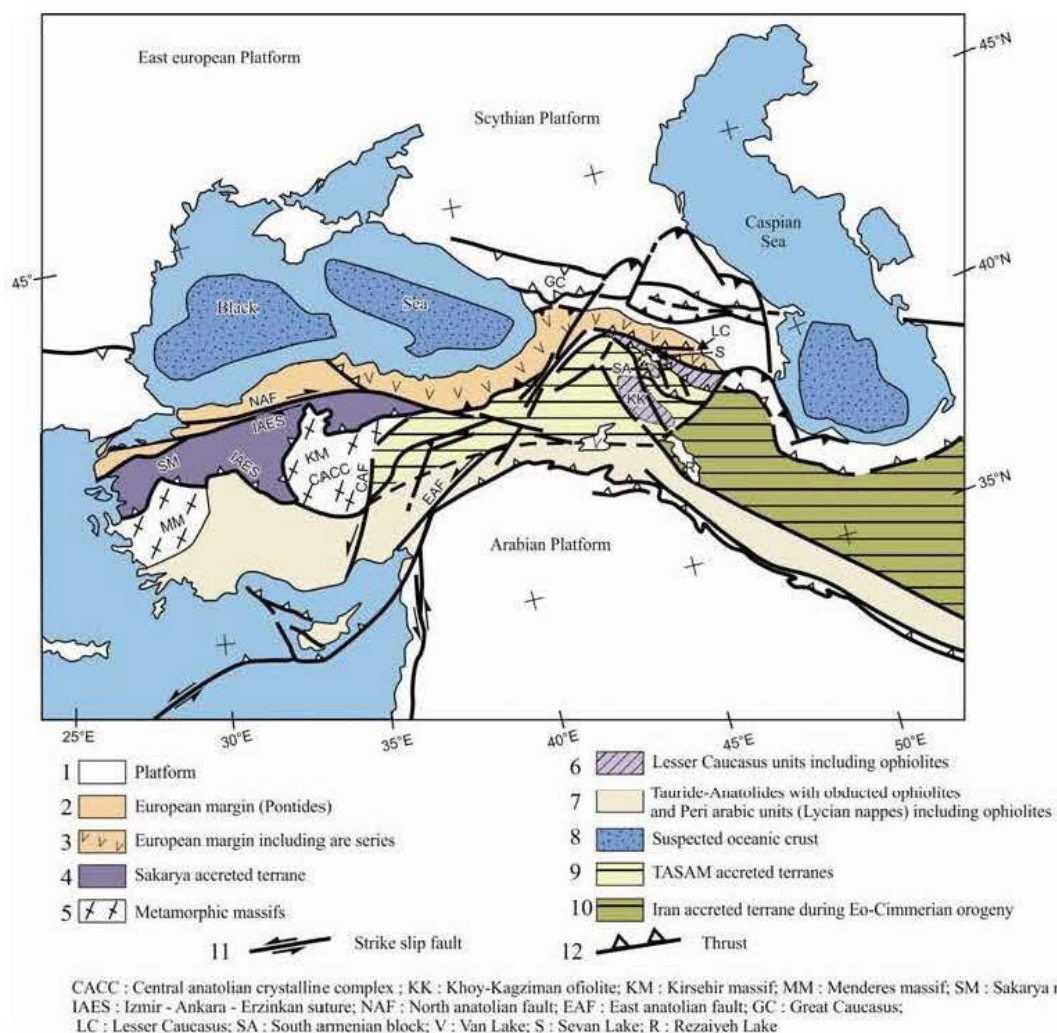 East european Platform
45°N
Scythian Platform
Caspian
Sea
40°N
45°
GC
Black
Sea
LC
S
SA
NAF
IAES
KK
SM
IAES
KM
CACC
CAF
R
35°N
EAF
MM
Arabian Platform
25°E
30°E
35°E
40°E
45°E
50°E
1 Platform
2 European margin (Pontides)
3 European margin including are series
4 Sakarya accreted terrane
5 Metamorphic massifs
6 Lesser Caucasus units including ophiolites
7 Tauride-Anatolides with obducted ophiolites
and Peri arabic units (Lycian nappes) including ophiolites
8 Suspected oceanic crust
9 TASAM accreted terranes
10 Iran accreted terrane during Eo-Cimmerian orogeny
11 Strike slip fault
12 Thrust
CACC : Central anatolian crystalline complex ; KK : Khoy-Kagziman ofiolite; KM : Kirsehir massif; MM : Menderes massif; SM : Sakarya
IAES : Izmir - Ankara - Erzinkan suture; NAF : North anatolian fault; EAF : East anatolian fault; GC : Great Caucasus;
LC : Lesser Caucasus; SA : South armenian block; V : Van Lake; S : Sevan Lake; R : Rezaiyeh Lake